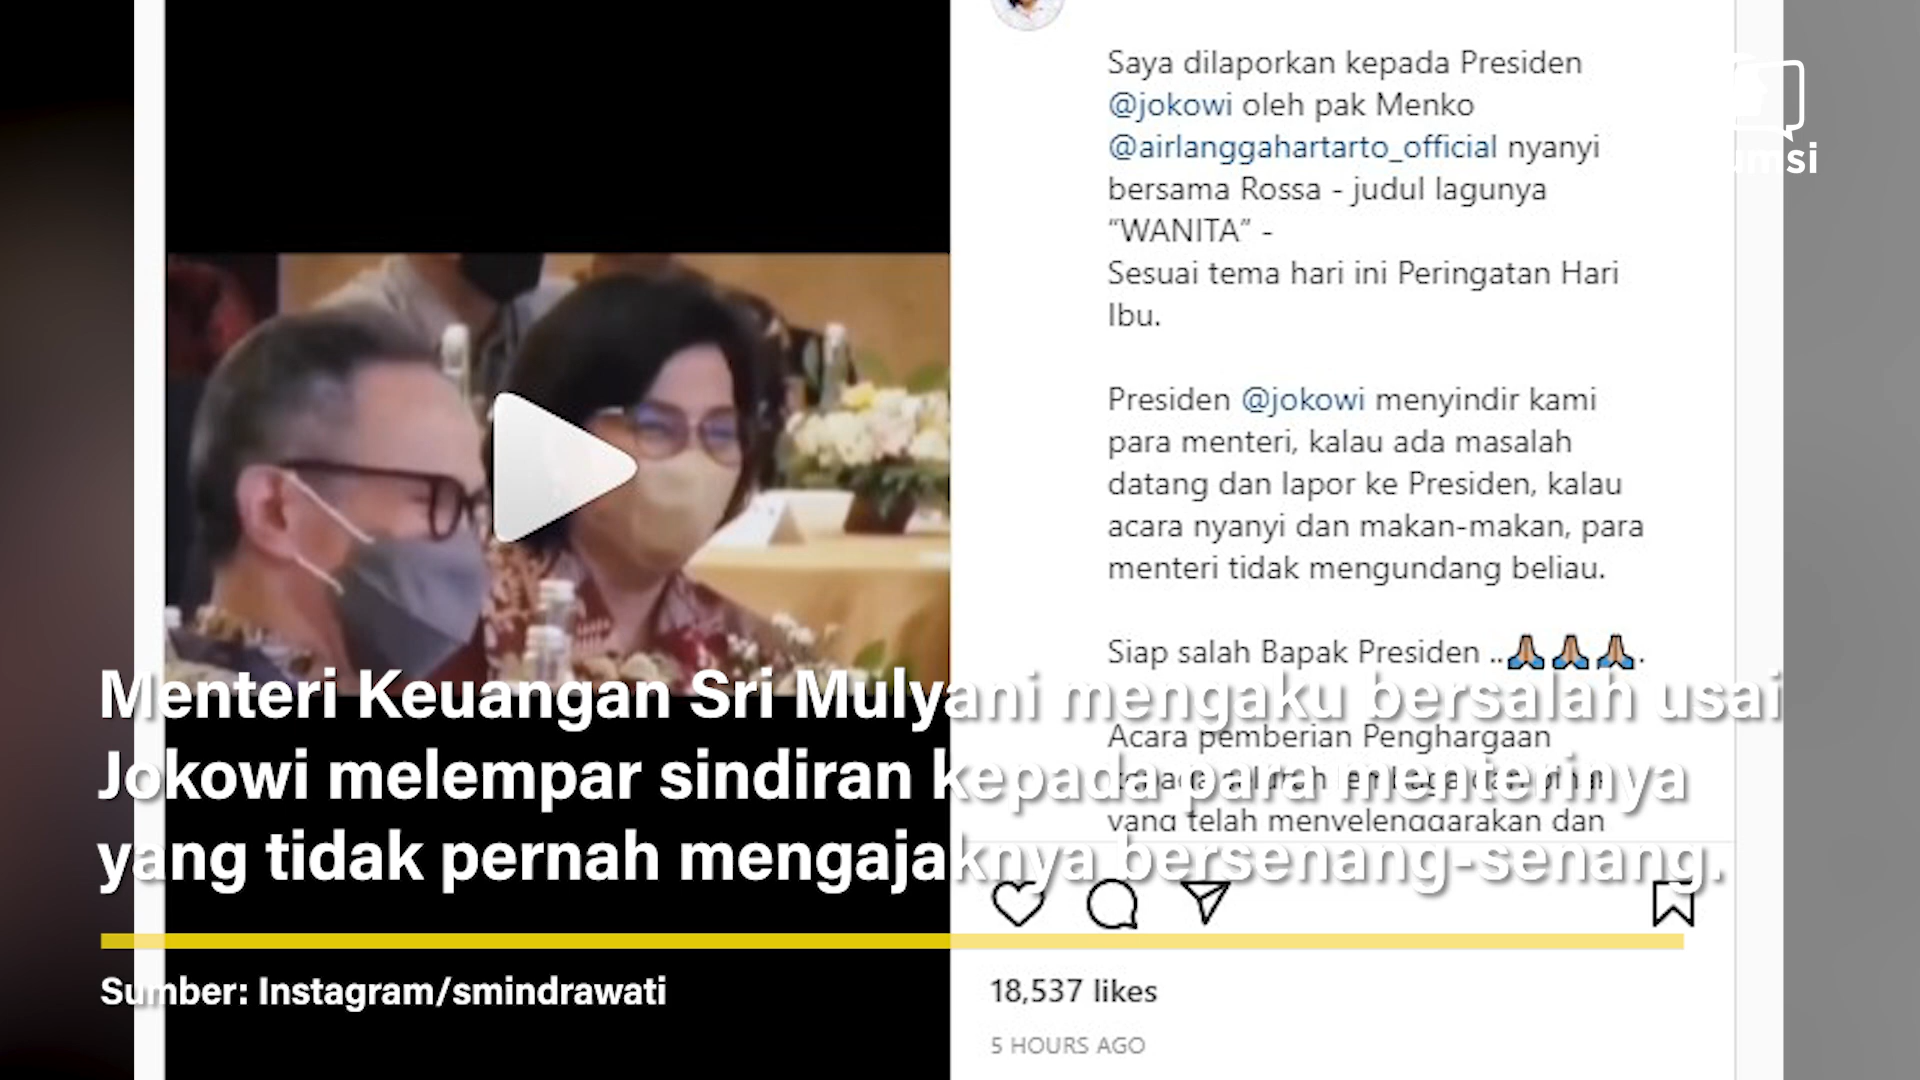 Saya dilaporkan kepada Presiden
@jokowi oleh pak Menko
@airlanggahartarto_official nyanyi
bersama Rossa - judul lagunya
“WANITA” -
Sesuai tema hari ini Peringatan Hari
Ibu.
Presiden @jokowi menyindir kami
para menteri, kalau ada masalah
datang dan lapor ke Presiden, kalau
acara nyanyi dan makan-makan, para
menteri tidak mengundang beliau.
Siap salah Bapak Presiden ..🙏🏽🙏🏽🙏🏽.
Acara pemberian Penghargaan
yang telah menyelenggarakan dan
Menteri Keuangan Sri Mulyani mengaku bersalah usai
Jokowi melempar sindiran kepada para menterinya
yang tidak pernah mengajaknya bersenang-senang.
Sumber: Instagram/smindrawati
18,537 likes
5 HOURS AGO